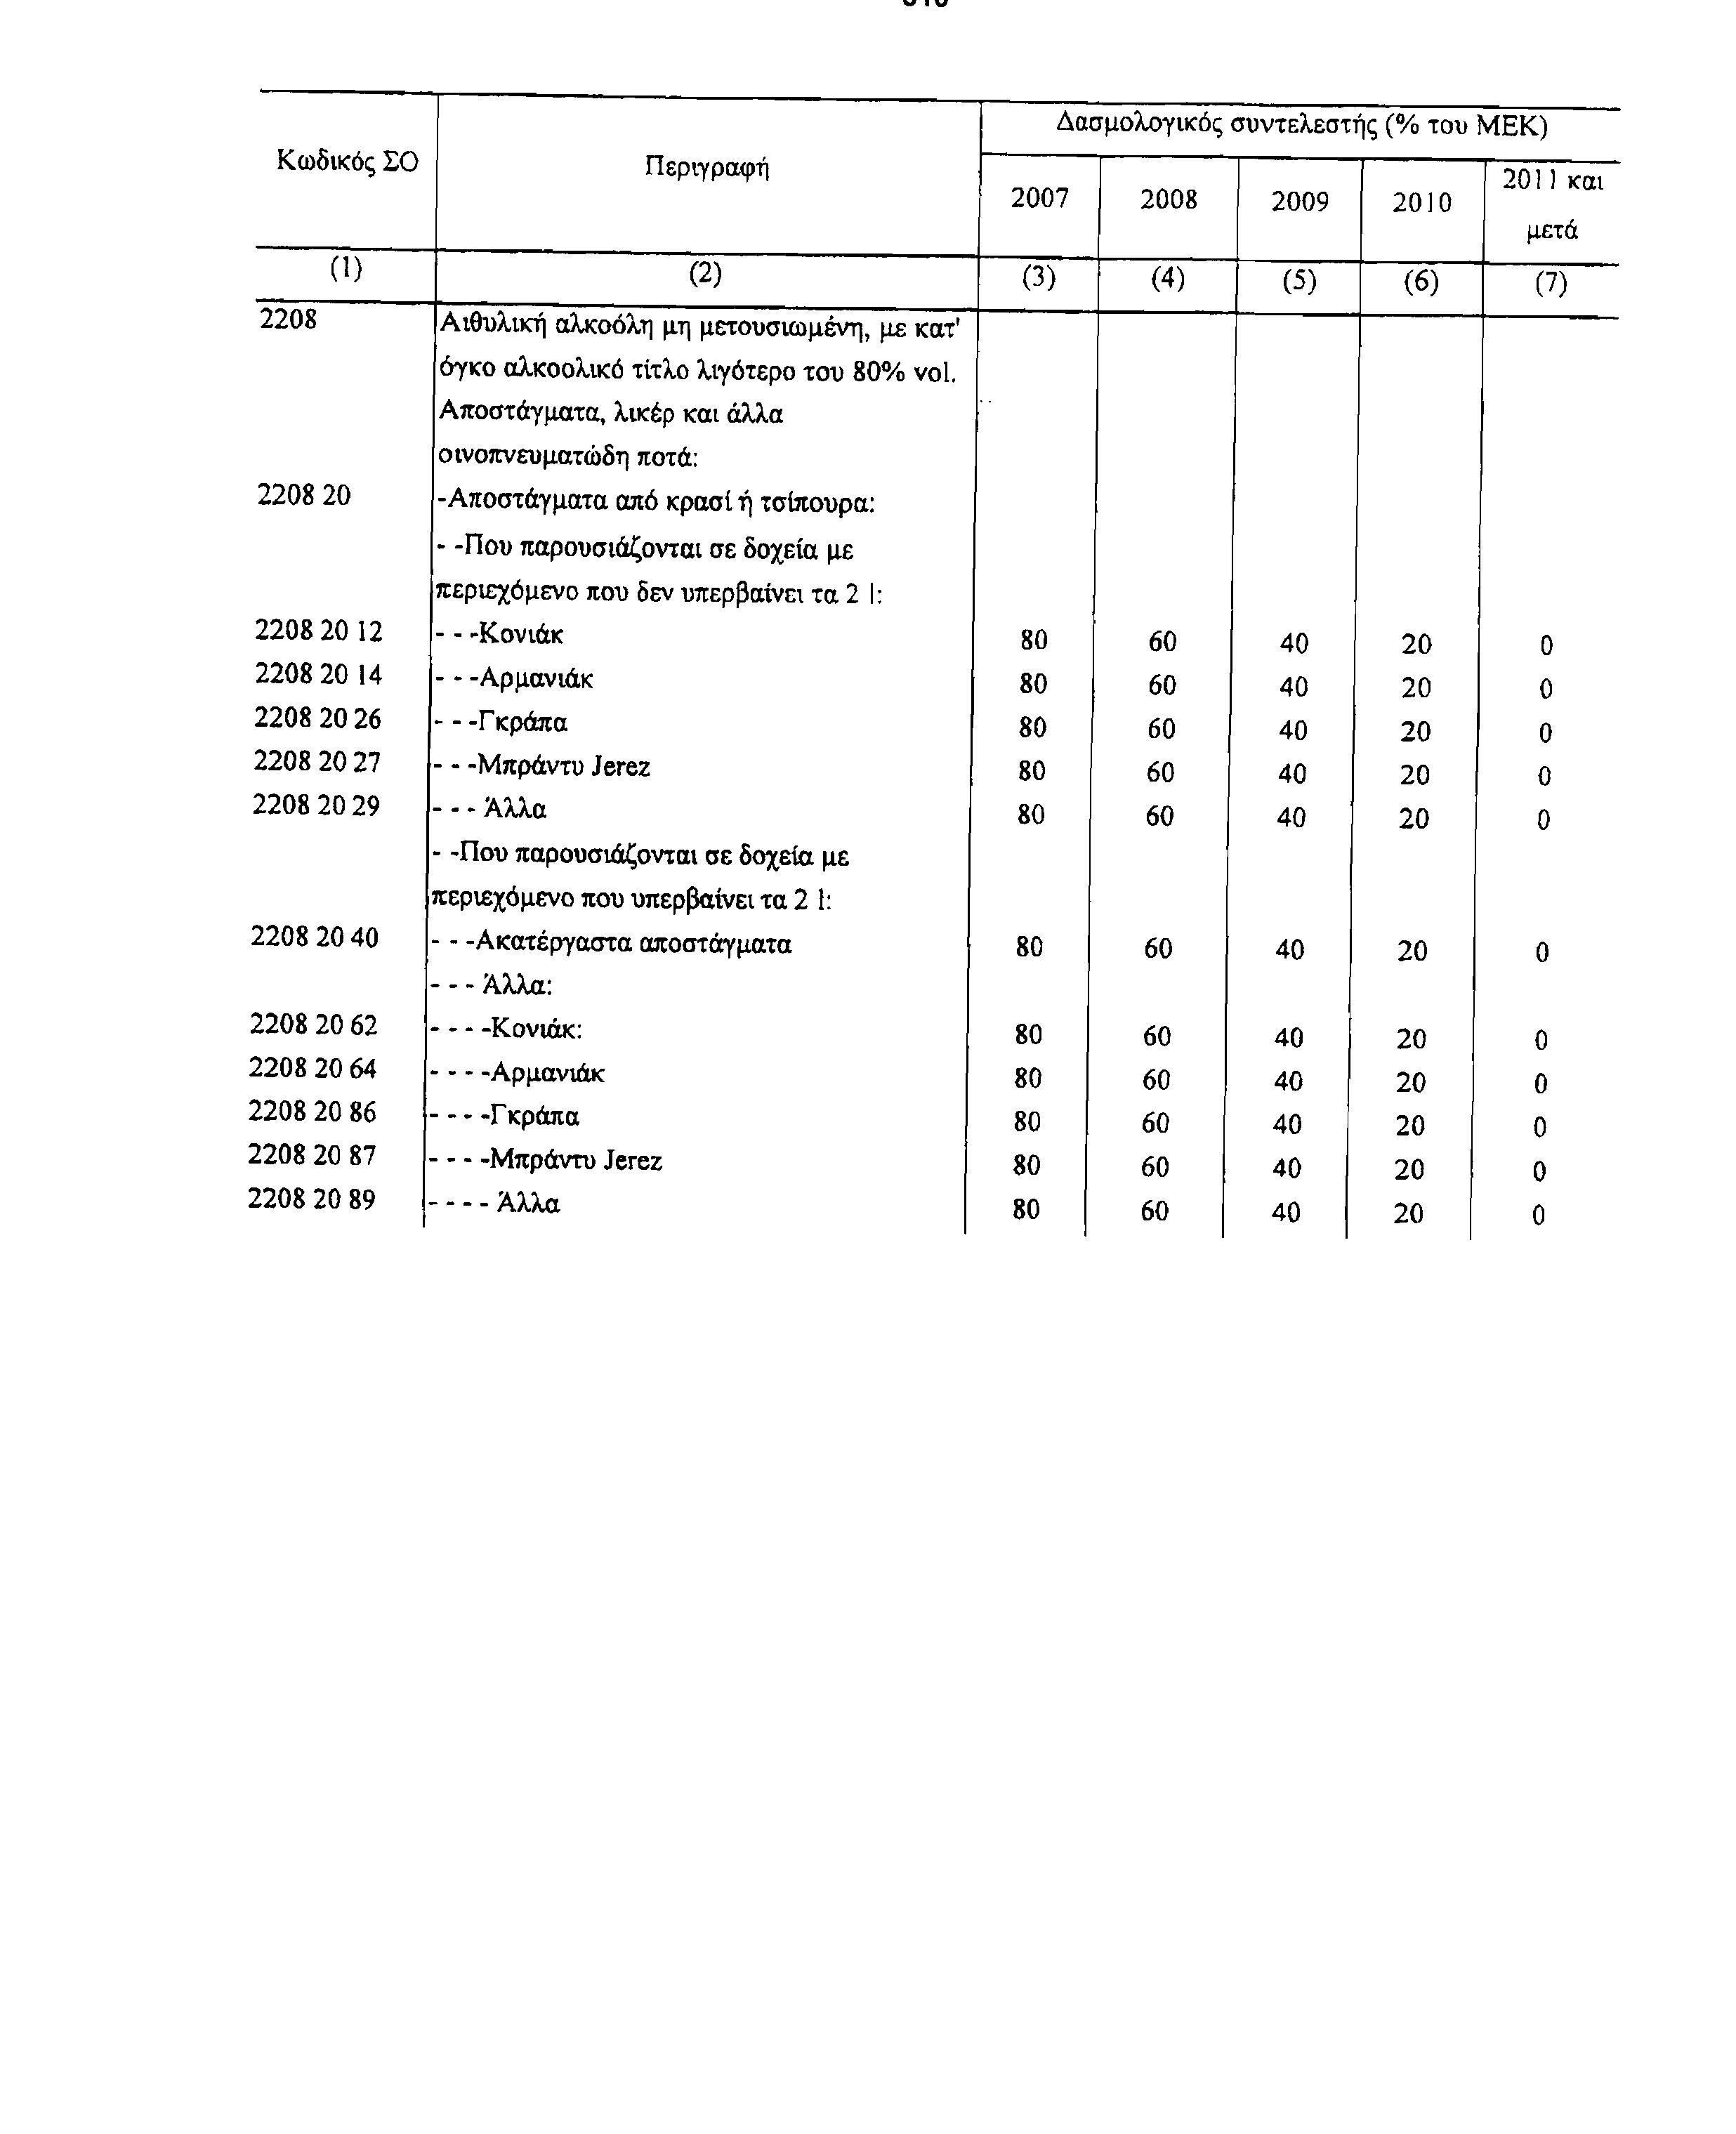 Κωδικός ΣΟ Περιγραφή Δασμολογικός συντελεστής (% του ΜΕΚ)
2007 2008 2009 2010 2011 και
μετά
(1) (2) (3) (4) (5) (6) (7)
2208 Αιθυλική αλκοόλη μη μετουσιωμένη, με κατ'
όγκο αλκοολικό τίτλο λιγότερο του 80% vol.
Αποστάγματα, λικέρ και άλλα
οινοπνευματώδη ποτά:
2208 20 -Αποστάγματα από κρασί ή τσίπουρα:
- -Που παρουσιάζονται σε δοχεία με
περιεχόμενο που δεν υπερβαίνει τα 2 l:
2208 20 12 - - -Κονιάκ 80 60 40 20 0
2208 20 14 - - -Αρμανιάκ 80 60 40 20 0
2208 20 26 - - -Γκράπα 80 60 40 20 0
2208 20 27 - - -Μπράντυ Jerez 80 60 40 20 0
2208 20 29 - - - Άλλα 80 60 40 20 0
- -Που παρουσιάζονται σε δοχεία με
περιεχόμενο που υπερβαίνει τα 2 l:
2208 20 40 - - -Ακατέργαστα αποστάγματα 80 60 40 20 0
- - - Άλλα:
2208 20 62 - - - -Κονιάκ: 80 60 40 20 0
2208 20 64 - - - -Αρμανιάκ 80 60 40 20 0
2208 20 86 - - - -Γκράπα 80 60 40 20 0
2208 20 87 - - - -Μπράντυ Jerez 80 60 40 20 0
2208 20 89 - - - - Άλλα 80 60 40 20 0